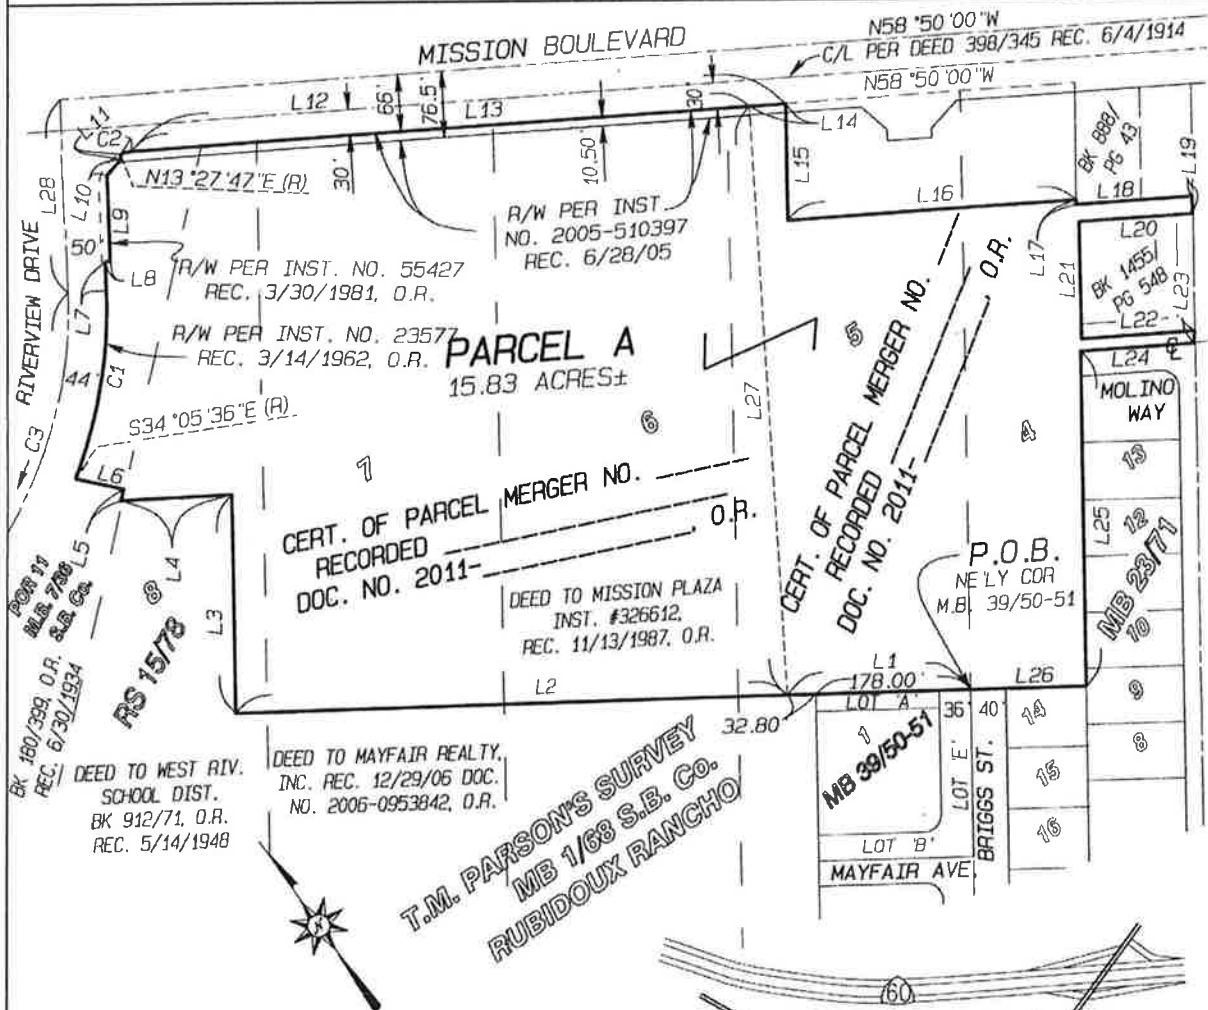 MISSION BOULEVARD
N58°50'00"W
C/L PER DEED 398/345 REC. 6/4/1914
N58°50'00"W
L11
L12
66'
76.5'
L13
30'
L14
C2
N13°27'47"E (R)
30'
10.50'
L15
BK 888/
PG 43
L19
L28
L10
L9
50'
R/W PER INST.
NO. 2005-510397
REC. 6/28/05
L16
L18
L17
L20
BK 1455/
PG 548
L21
L23
L22
RIVERVIEW DRIVE
R/W PER INST. NO. 55427
REC. 3/30/1981, O.R.
L8
L7
R/W PER INST. NO. 23577
REC. 3/14/1962, O.R.
PARCEL A
15.83 ACRES±
44'
C1
S34°05'36"E (R)
C3
L6
L27
5
6
7
4
L24
CL
MOLINO
WAY
CERT. OF PARCEL MERGER NO.
RECORDED
DOC. NO. 2011-
, O.R.
CERT. OF PARCEL MERGER NO.
RECORDED
DOC. NO. 2011-
, O.R.
13
12
10
9
8
L25
MB 23/71
P.O.B.
NE'LY COR
M.B. 39/50-51
DEED TO MISSION PLAZA
INST. #326612,
REC. 11/13/1987, O.R.
POR 11
M.B. 7/36
S.B. Co.
L5
L4
8
L3
RS 15/78
BK 180/399, O.R.
REC. 6/30/1934
L2
L1
178.00'
L26
32.80'
LOT 'A'
36'
40'
1
MB 39/50-51
LOT 'E'
BRIGGS ST.
14
15
16
LOT 'B'
MAYFAIR AVE.
DEED TO WEST RIV.
SCHOOL DIST.
BK 912/71, O.R.
REC. 5/14/1948
DEED TO MAYFAIR REALTY,
INC. REC. 12/29/06 DOC.
NO. 2006-0953842, O.R.
T.M. PARSON'S SURVEY
MB 1/68 S.B. Co.
RUBIDOUX RANCHO
N
60